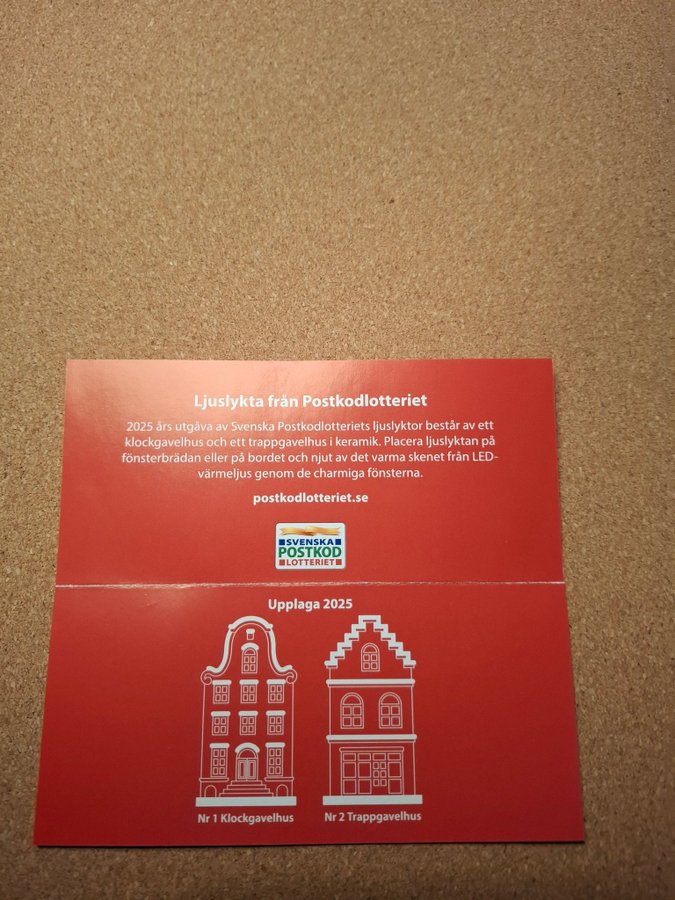 Ljuslykta från Postkodlotteriet
2025 års utgåva av Svenska Postkodlotteriets ljuslyktor består av ett
klockgavelhus och ett trappgavelhus i keramik. Placera ljuslyktan på
fönsterbrädan eller på bordet och njut av det varma skenet från LED-
värmeljus genom de charmiga fönsterna.
postkodlotteriet.se
SVENSKA
POSTKOD
LOTTERIET
Upplaga 2025
Nr 1 Klockgavelhus
Nr 2 Trappgavelhus